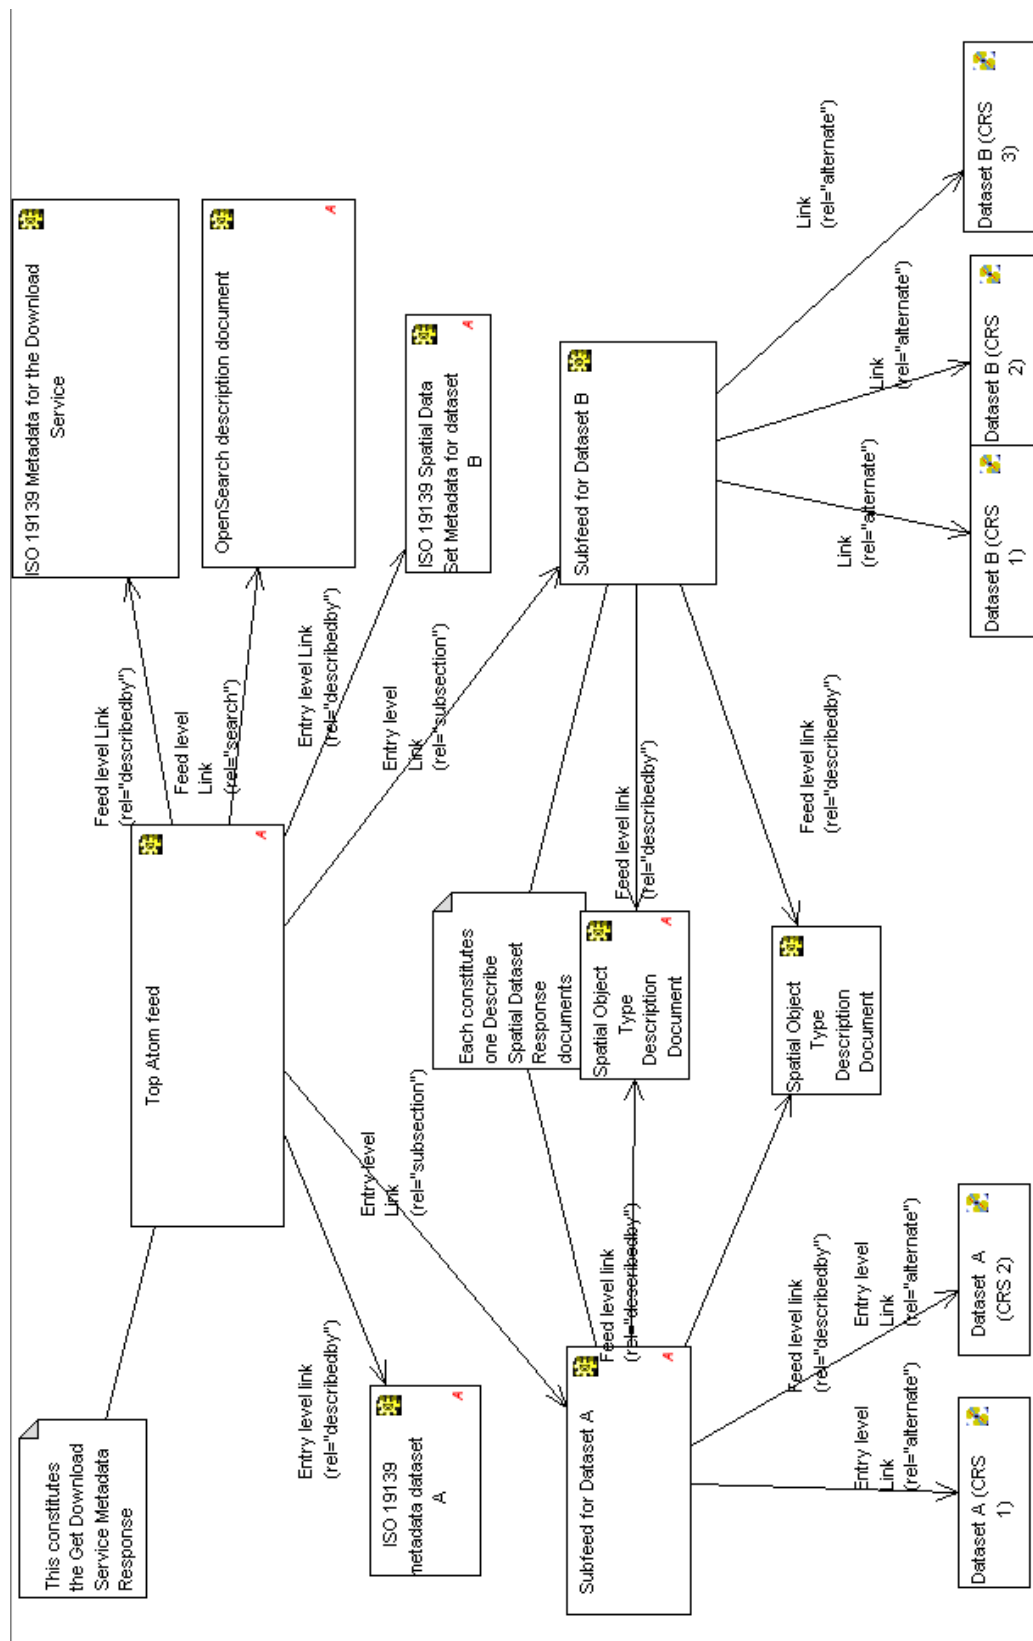 This constitutes
the Get Download
Service Metadata
Response
Top Atom feed
A
Feed level Link
(rel="describedby")
ISO 19139 Metadata for the Download
Service
Feed level
Link
(rel="search")
OpenSearch description document
A
Entry level Link
(rel="describedby")
ISO 19139 Spatial Data
Set Metadata for dataset
B
A
Entry level
Link
(rel="subsection")
Entry level link
(rel="describedby")
ISO 19139
metadata dataset
A
A
Entry level
Link
(rel="subsection")
Each constitutes
one Describe
Spatial Dataset
Response
documents
Subfeed for Dataset A
A
Subfeed for Dataset B
Feed level link
(rel="describedby")
Feed level link
(rel="describedby")
Spatial Object
Type
Description
Document
A
Feed level link
(rel="describedby")
Feed level link
(rel="describedby")
Spatial Object
Type
Description
Document
Entry level
Link
(rel="alternate")
Entry level
Link
(rel="alternate")
Link
(rel="alternate")
Link
(rel="alternate")
Link
(rel="alternate")
Dataset A (CRS
1)
Dataset A
(CRS 2)
Dataset B (CRS
1)
Dataset B (CRS
2)
Dataset B (CRS
3)